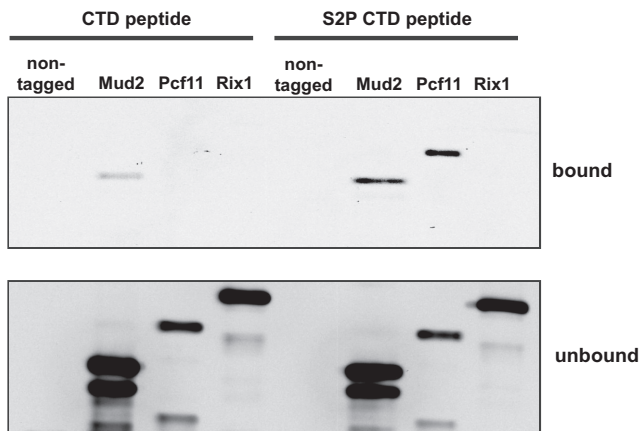 CTD peptide
S2P CTD peptide
non-
tagged Mud2 Pcf11 Rix1
non-
tagged Mud2 Pcf11 Rix1
bound
unbound